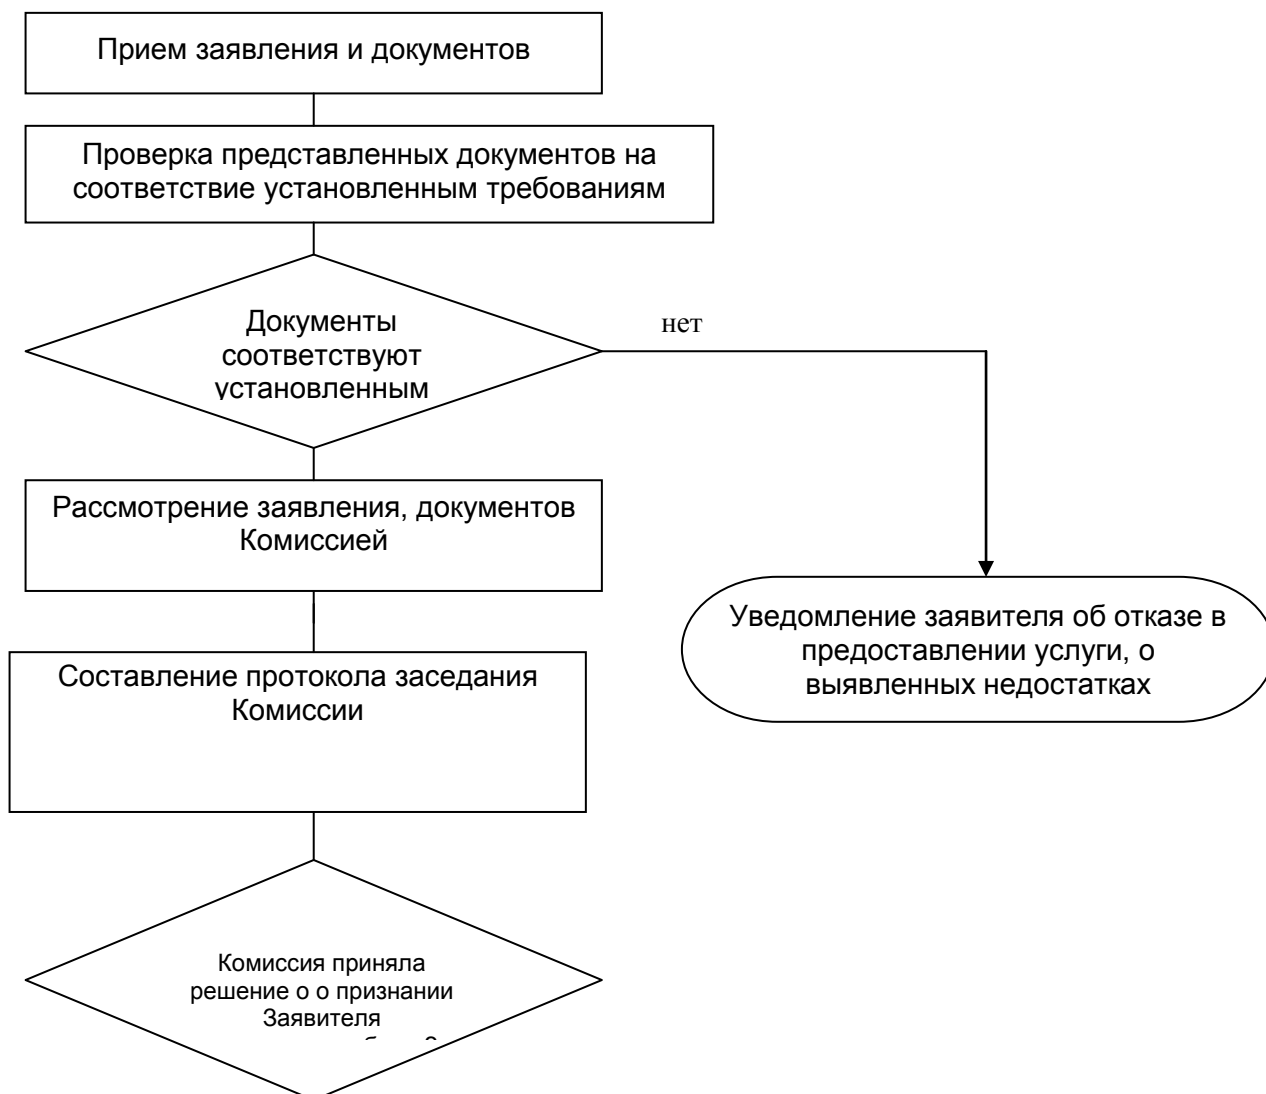 Прием заявления и документов
Проверка представленных документов на
соответствие установленным требованиям
Документы
соответствуют
установленным
нет
Рассмотрение заявления, документов
Комиссией
Уведомление заявителя об отказе в
предоставлении услуги, о
выявленных недостатках
Составление протокола заседания
Комиссии
Комиссия приняла
решение о о признании
Заявителя